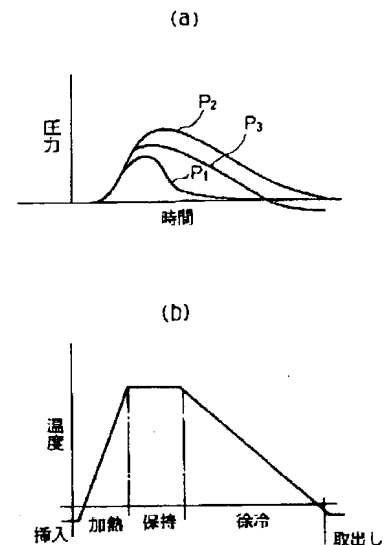 (a)
圧力
P2
P3
P1
時間
(b)
温度
挿入 加熱 保持 徐冷 取出し